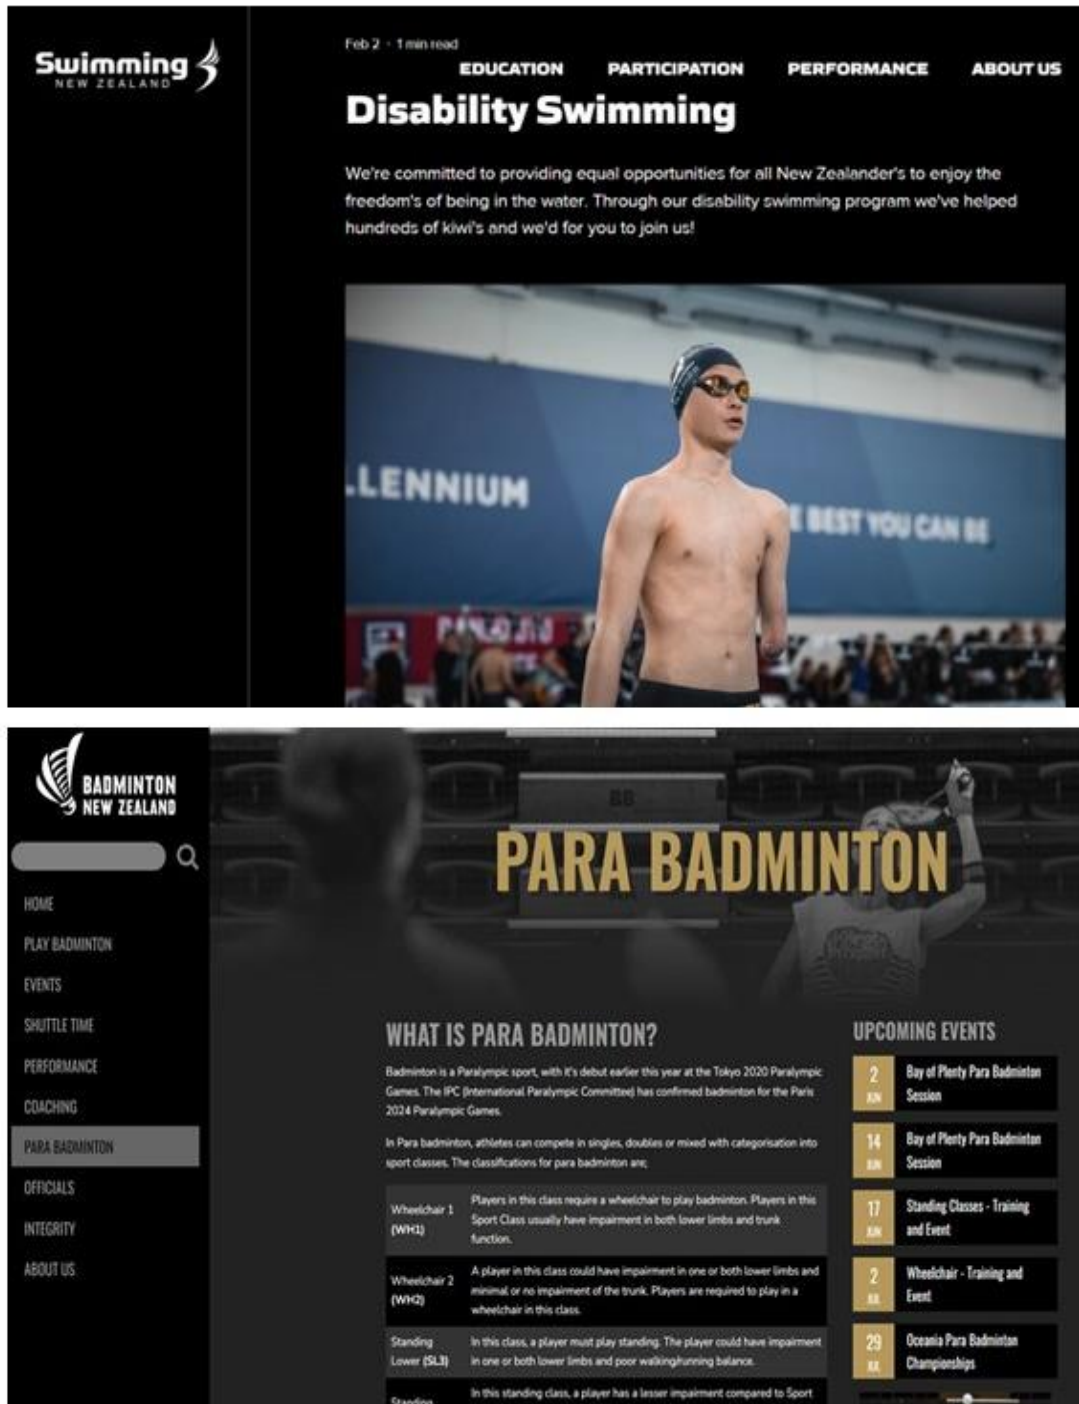 Swimming
NEW ZEALAND
Feb 2 · 1 min read
EDUCATION PARTICIPATION PERFORMANCE ABOUT US
Disability Swimming
We're committed to providing equal opportunities for all New Zealander's to enjoy the
freedom's of being in the water. Through our disability swimming program we've helped
hundreds of kiwi's and we'd for you to join us!
LLENNIUM
E BEST YOU CAN BE
BADMINTON
NEW ZEALAND
HOME
PLAY BADMINTON
EVENTS
SHUTTLE TIME
PERFORMANCE
COACHING
PARA BADMINTON
OFFICIALS
INTEGRITY
ABOUT US
PARA BADMINTON
WHAT IS PARA BADMINTON?
Badminton is a Paralympic sport, with it's debut earlier this year at the Tokyo 2020 Paralympic
Games. The IPC (International Paralympic Committee) has confirmed badminton for the Paris
2024 Paralympic Games.
In Para badminton, athletes can compete in singles, doubles or mixed with categorisation into
sport classes. The classifications for para badminton are;
Wheelchair 1
(WH1)
Players in this class require a wheelchair to play badminton. Players in this
Sport Class usually have impairment in both lower limbs and trunk
function.
Wheelchair 2
(WH2)
A player in this class could have impairment in one or both lower limbs and
minimal or no impairment of the trunk. Players are required to play in a
wheelchair in this class.
Standing
Lower (SL3)
In this class, a player must play standing. The player could have impairment
in one or both lower limbs and poor walking/running balance.
Standing
In this standing class, a player has a lesser impairment compared to Sport
UPCOMING EVENTS
2
JUN
Bay of Plenty Para Badminton
Session
14
JUN
Bay of Plenty Para Badminton
Session
17
JUN
Standing Classes - Training
and Event
2
JUL
Wheelchair - Training and
Event
29
JUL
Oceania Para Badminton
Championships